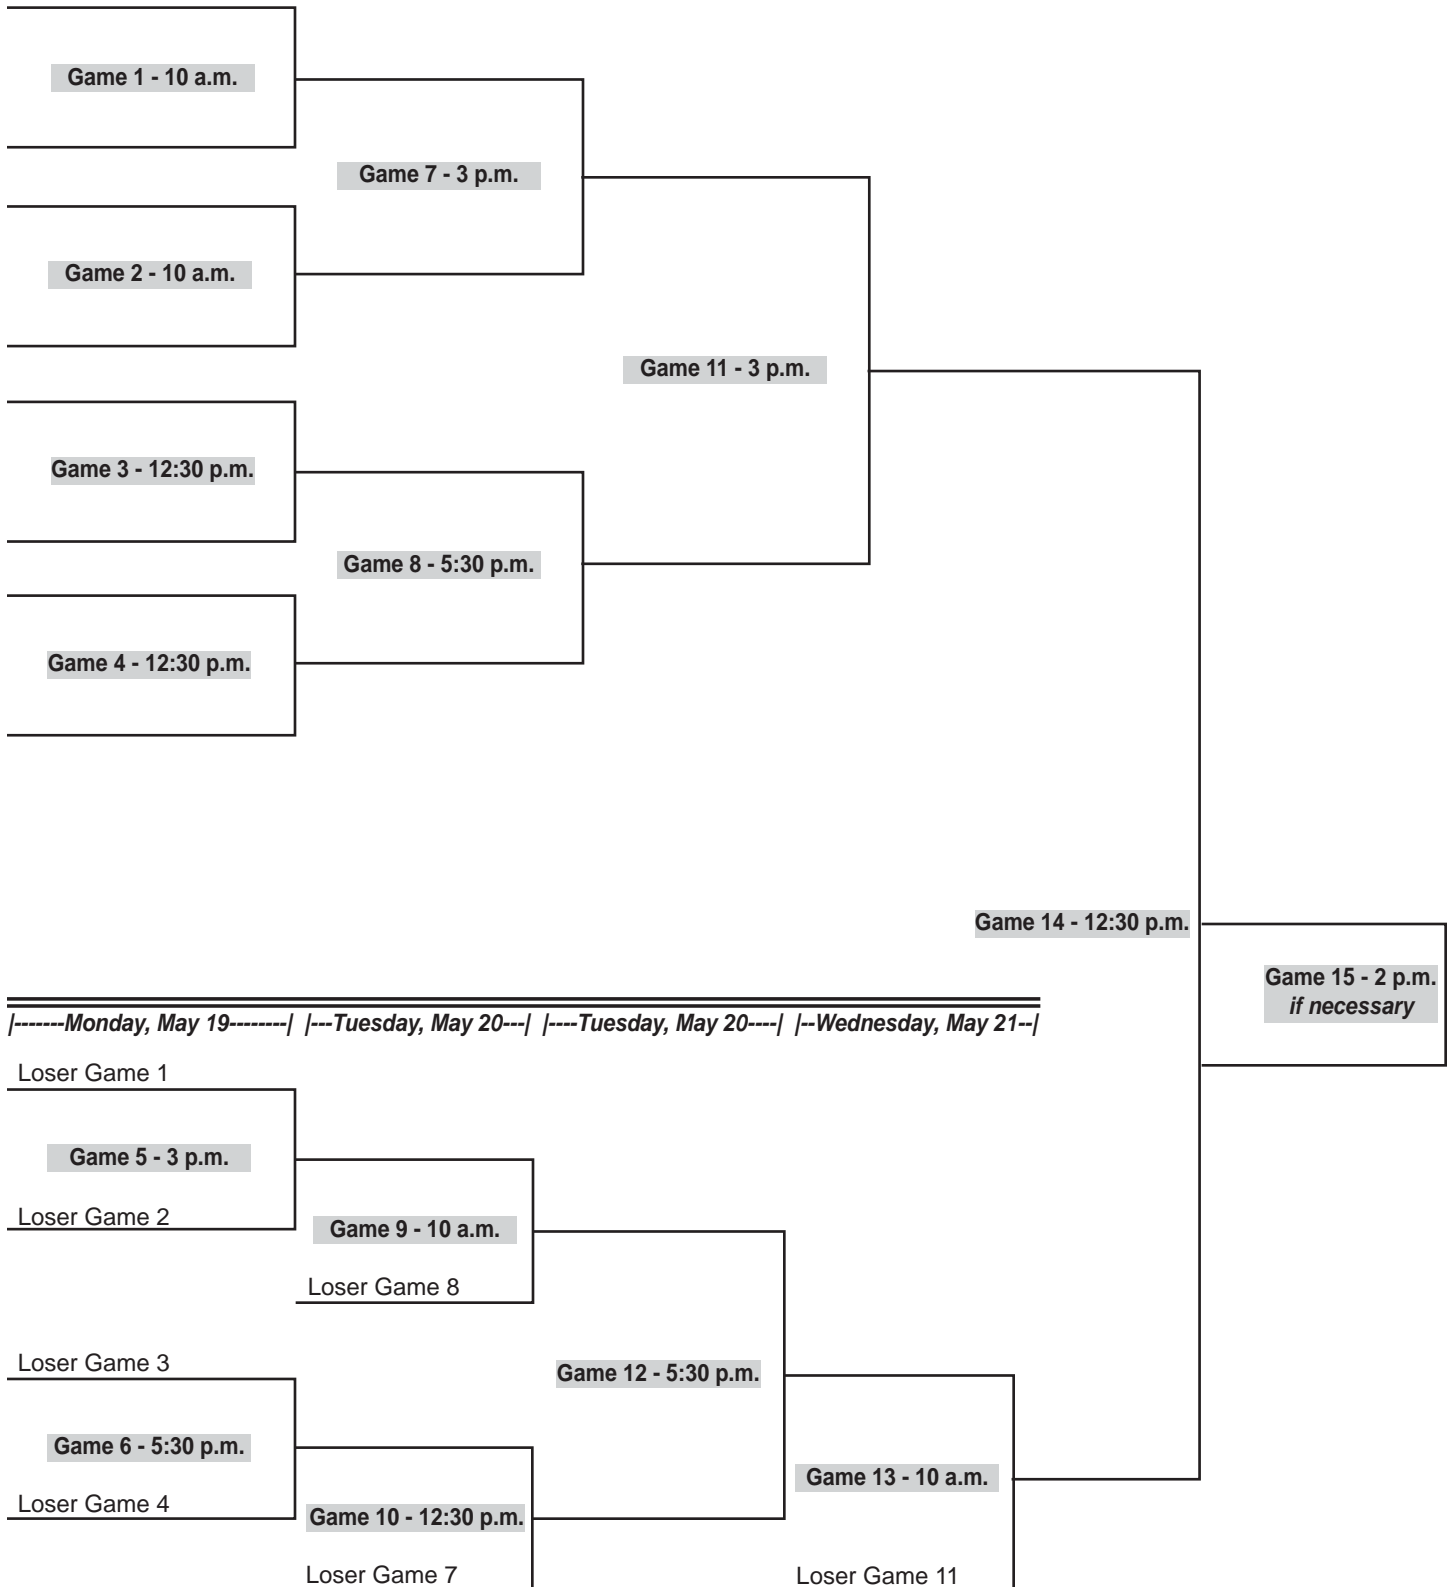 Game 1 - 10 a.m.
Game 7 - 3 p.m.
Game 2 - 10 a.m.
Game 11 - 3 p.m.
Game 3 - 12:30 p.m.
Game 8 - 5:30 p.m.
Game 4 - 12:30 p.m.
Game 14 - 12:30 p.m.
Game 15 - 2 p.m.
if necessary
|-------Monday, May 19--------| |---Tuesday, May 20---| |----Tuesday, May 20----| |--Wednesday, May 21--|
Loser Game 1
Game 5 - 3 p.m.
Loser Game 2
Game 9 - 10 a.m.
Loser Game 8
Loser Game 3
Game 12 - 5:30 p.m.
Game 6 - 5:30 p.m.
Game 13 - 10 a.m.
Loser Game 4
Game 10 - 12:30 p.m.
Loser Game 7
Loser Game 11